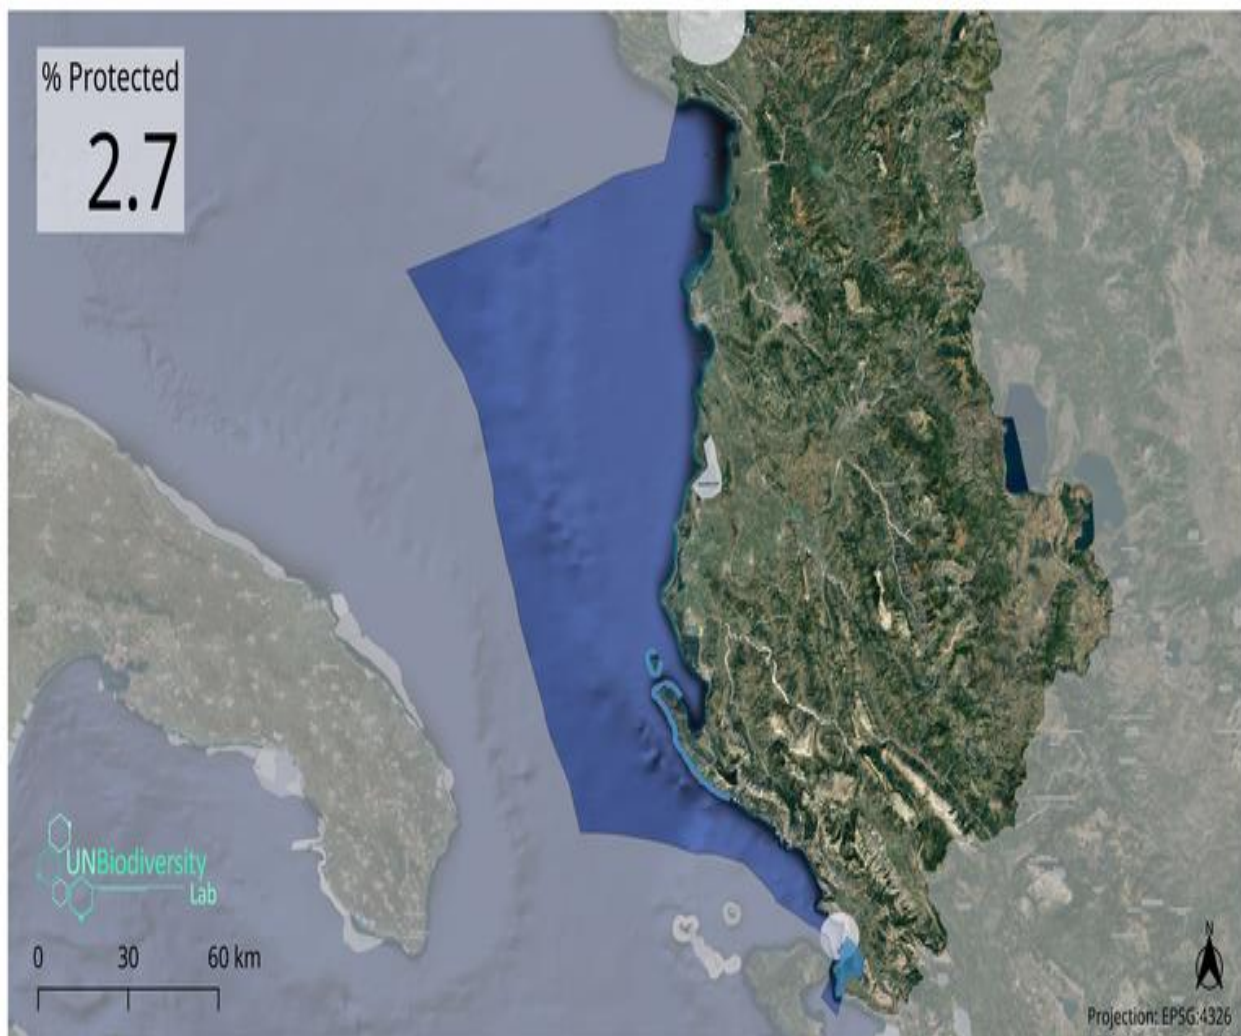 % Protected
2.7
UNBiodiversity
Lab
0 30 60 km
N
Projection: EPSG:4326